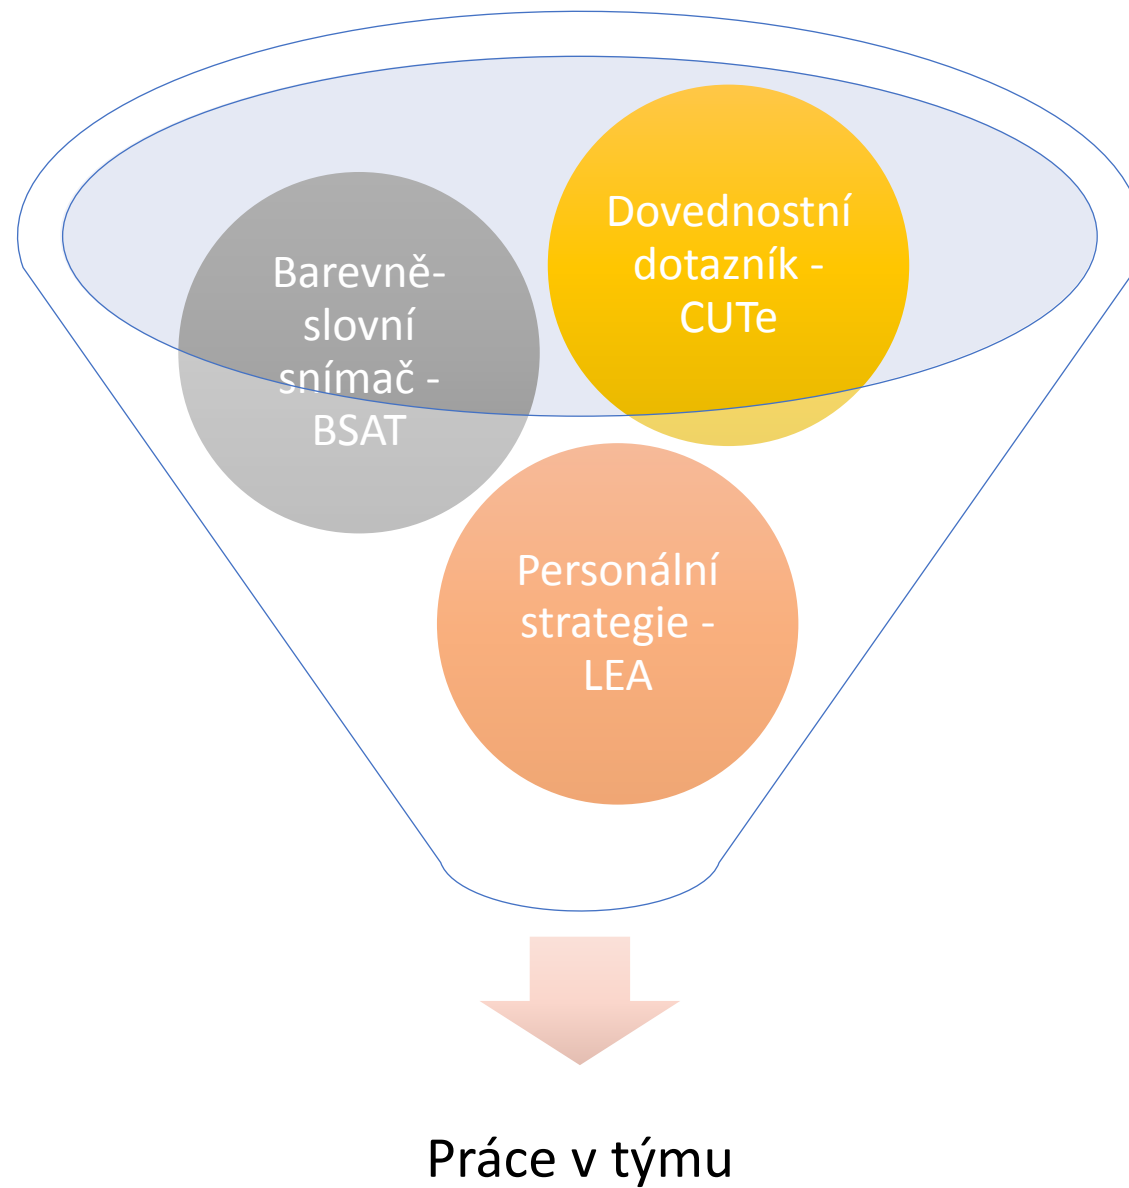 Dovednostní
dotazník -
CUTe
Barevně-
slovní
snímač -
BSAT
Personální
strategie -
LEA
Práce v týmu